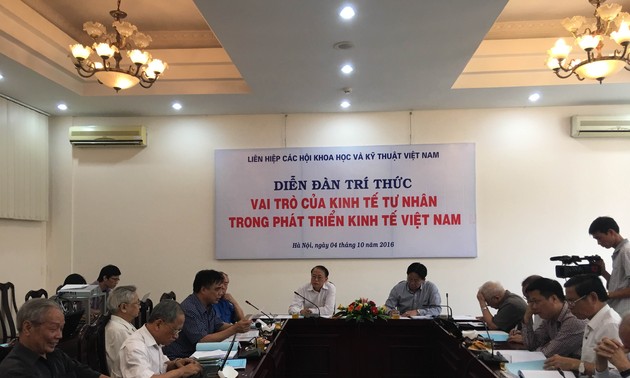 LIÊN HIỆP CÁC HỘI KHOA HỌC VÀ KỸ THUẬT VIỆT NAM
DIỄN ĐÀN TRÍ THỨC
VAI TRÒ CỦA KINH TẾ TỰ NHÂN
TRONG PHÁT TRIỂN KINH TẾ VIỆT NAM
Hà Nội, ngày 04 tháng 10 năm 2016